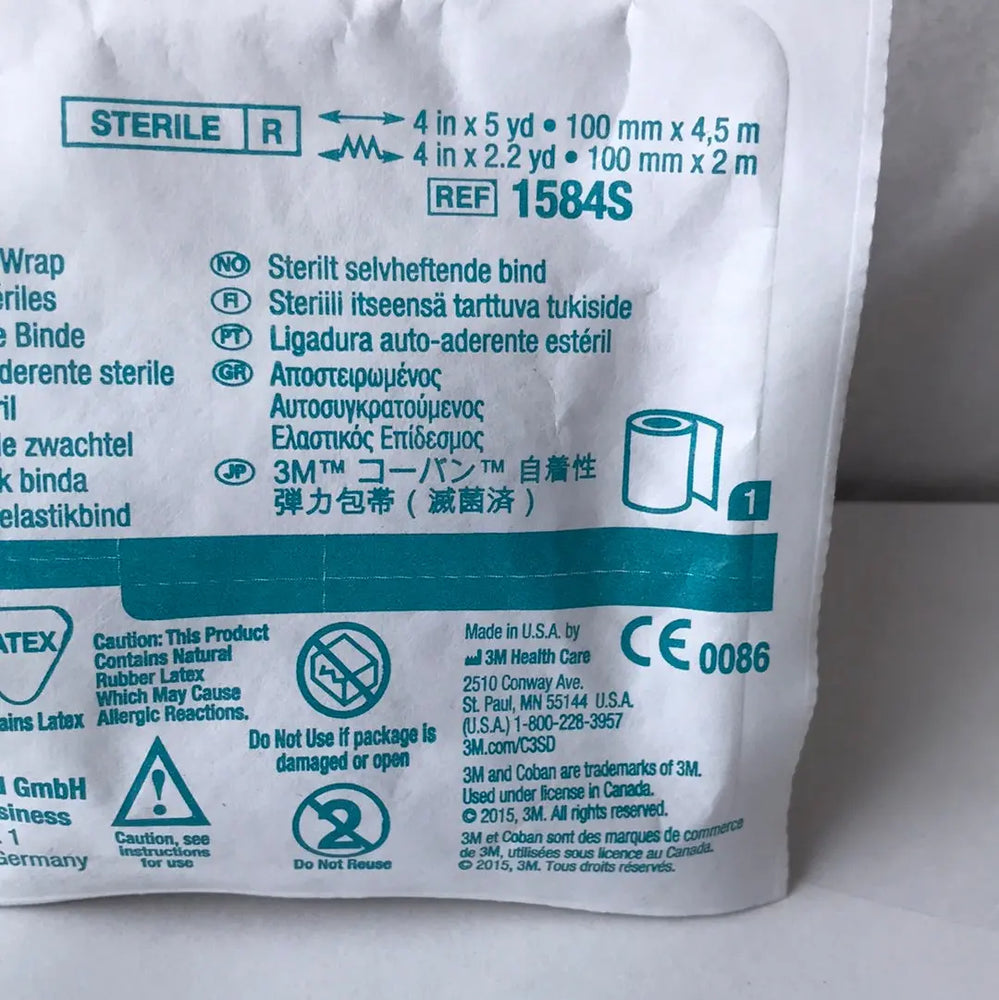 STERILE R
4 in x 5 yd • 100 mm x 4,5 m
4 in x 2.2 yd • 100 mm x 2 m
REF 1584S
Wrap
ériles
e Binde
derente sterile
ril
le zwachtel
k binda
elastikbind
NO Sterilt selvheftende bind
FI Steriili itseensä tarttuva tukiside
PT Ligadura auto-aderente estéril
GR Αποστειρωμένος
Αυτοσυγκρατούμενος
Ελαστικός Επίδεσμος
JP 3M™ コーバン™ 自着性
弾力包帯 ( 滅菌済 )
1
ATEX
ains Latex
Caution: This Product
Contains Natural
Rubber Latex
Which May Cause
Allergic Reactions.
Do Not Use if package is
damaged or open
GmbH
siness
1
Germany
Caution, see
instructions
for use
2
Do Not Reuse
Made in U.S.A. by
3M Health Care
2510 Conway Ave.
St. Paul, MN 55144 U.S.A.
(U.S.A.) 1-800-228-3957
3M.com/C3SD
CE 0086
3M and Coban are trademarks of 3M.
Used under license in Canada.
© 2015, 3M. All rights reserved.
3M et Coban sont des marques de commerce
de 3M, utilisées sous licence au Canada.
© 2015, 3M. Tous droits réservés.